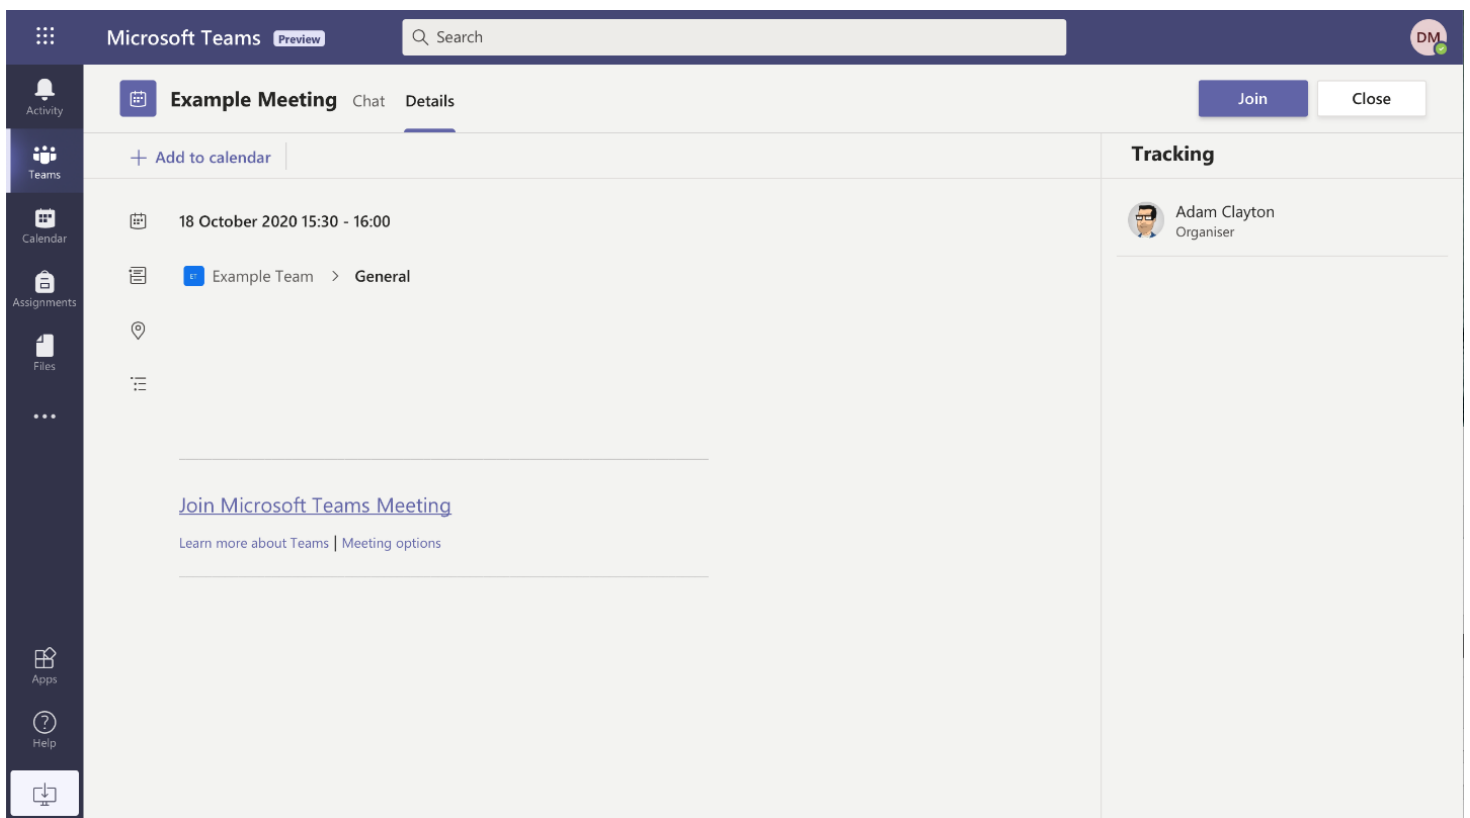 Microsoft Teams Preview
Search
DM
Activity
Teams
Calendar
Assignments
Files
Apps
Help
Example Meeting Chat Details
Join Close
Add to calendar
18 October 2020 15:30 - 16:00
ET Example Team > General
Join Microsoft Teams Meeting
Learn more about Teams | Meeting options
Tracking
Adam Clayton
Organiser